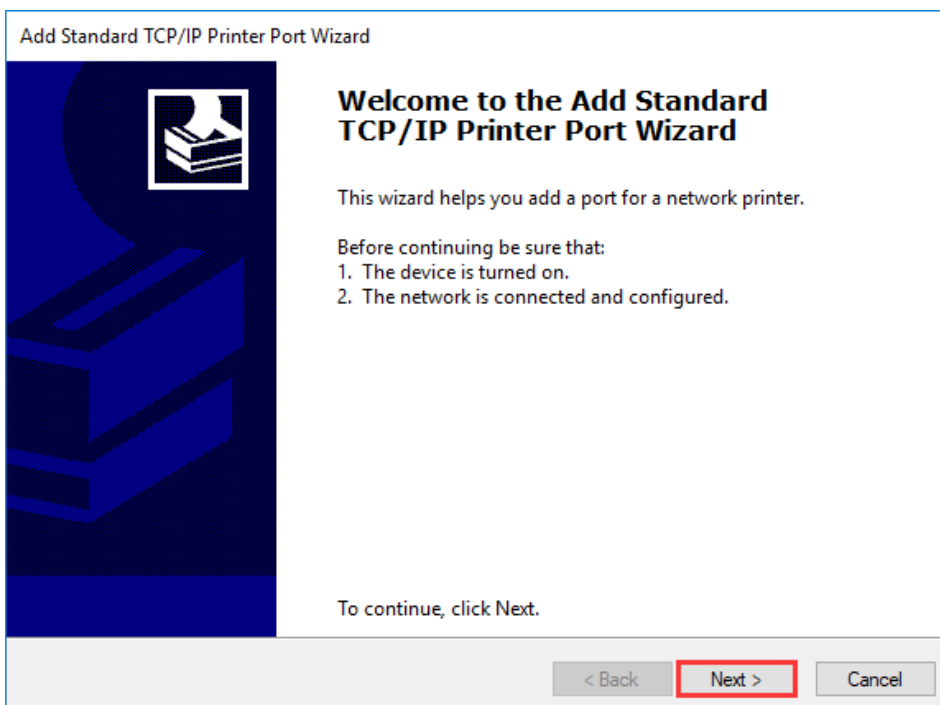 Add Standard TCP/IP Printer Port Wizard
Welcome to the Add Standard
TCP/IP Printer Port Wizard
This wizard helps you add a port for a network printer.
Before continuing be sure that:
1. The device is turned on.
2. The network is connected and configured.
To continue, click Next.
< Back Next > Cancel